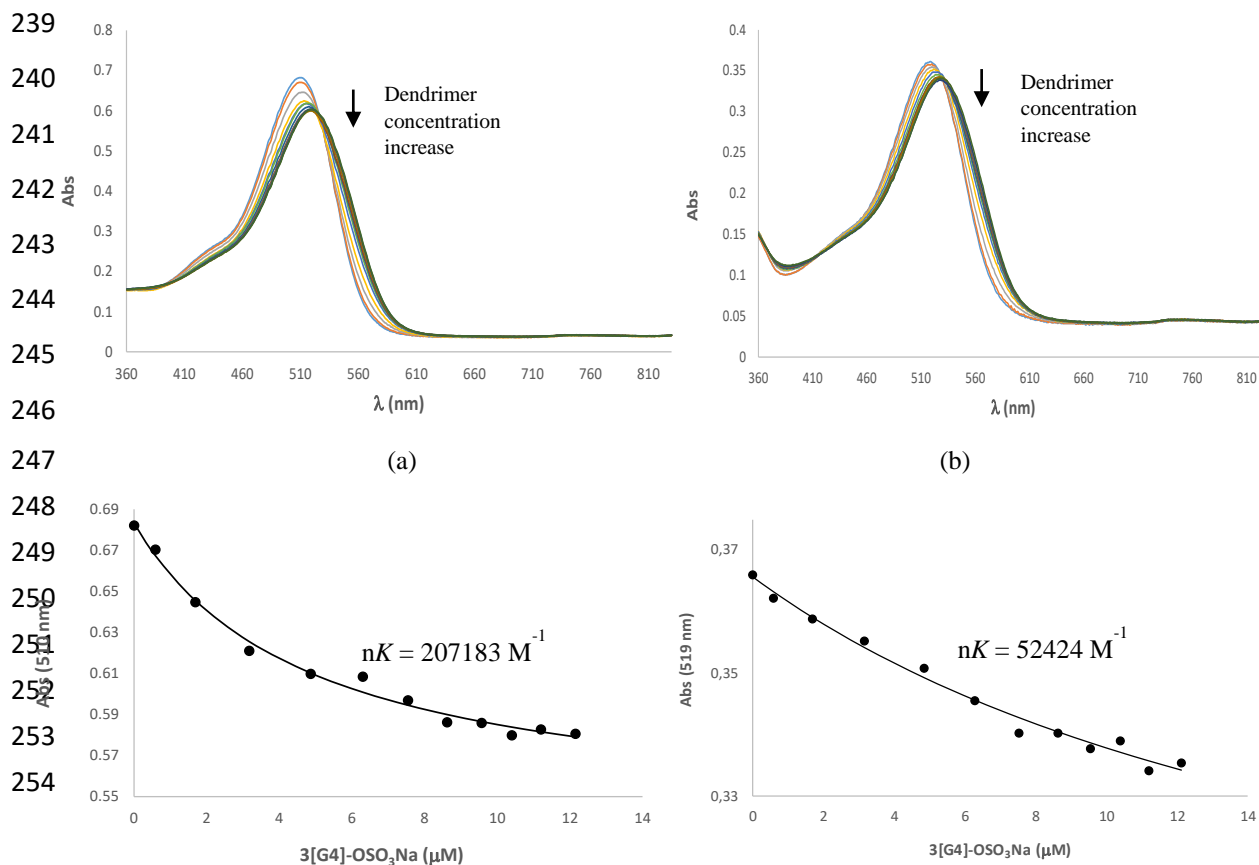 239
240
241
242
243
244
245
246
247
248
249
250
251
252
253
254
0.8
0.7
0.6
0.5
0.4
0.3
0.2
0.1
0
Abs
360 410 460 510 560 610 660 710 760 810
λ (nm)
Dendrimer
concentration
increase
(a)
0.4
0.35
0.3
0.25
0.2
0.15
0.1
0.05
0
Abs
360 410 460 510 560 610 660 710 760 810
λ (nm)
Dendrimer
concentration
increase
(b)
0.69
0.67
0.65
0.63
0.61
0.59
0.57
0.55
Abs (510 nm)
nK = 207183 M-1
0 2 4 6 8 10 12 14
3[G4]-OSO3Na (μM)
0,37
0,35
0,33
Abs (519 nm)
nK = 52424 M-1
0 2 4 6 8 10 12 14
3[G4]-OSO3Na (μM)